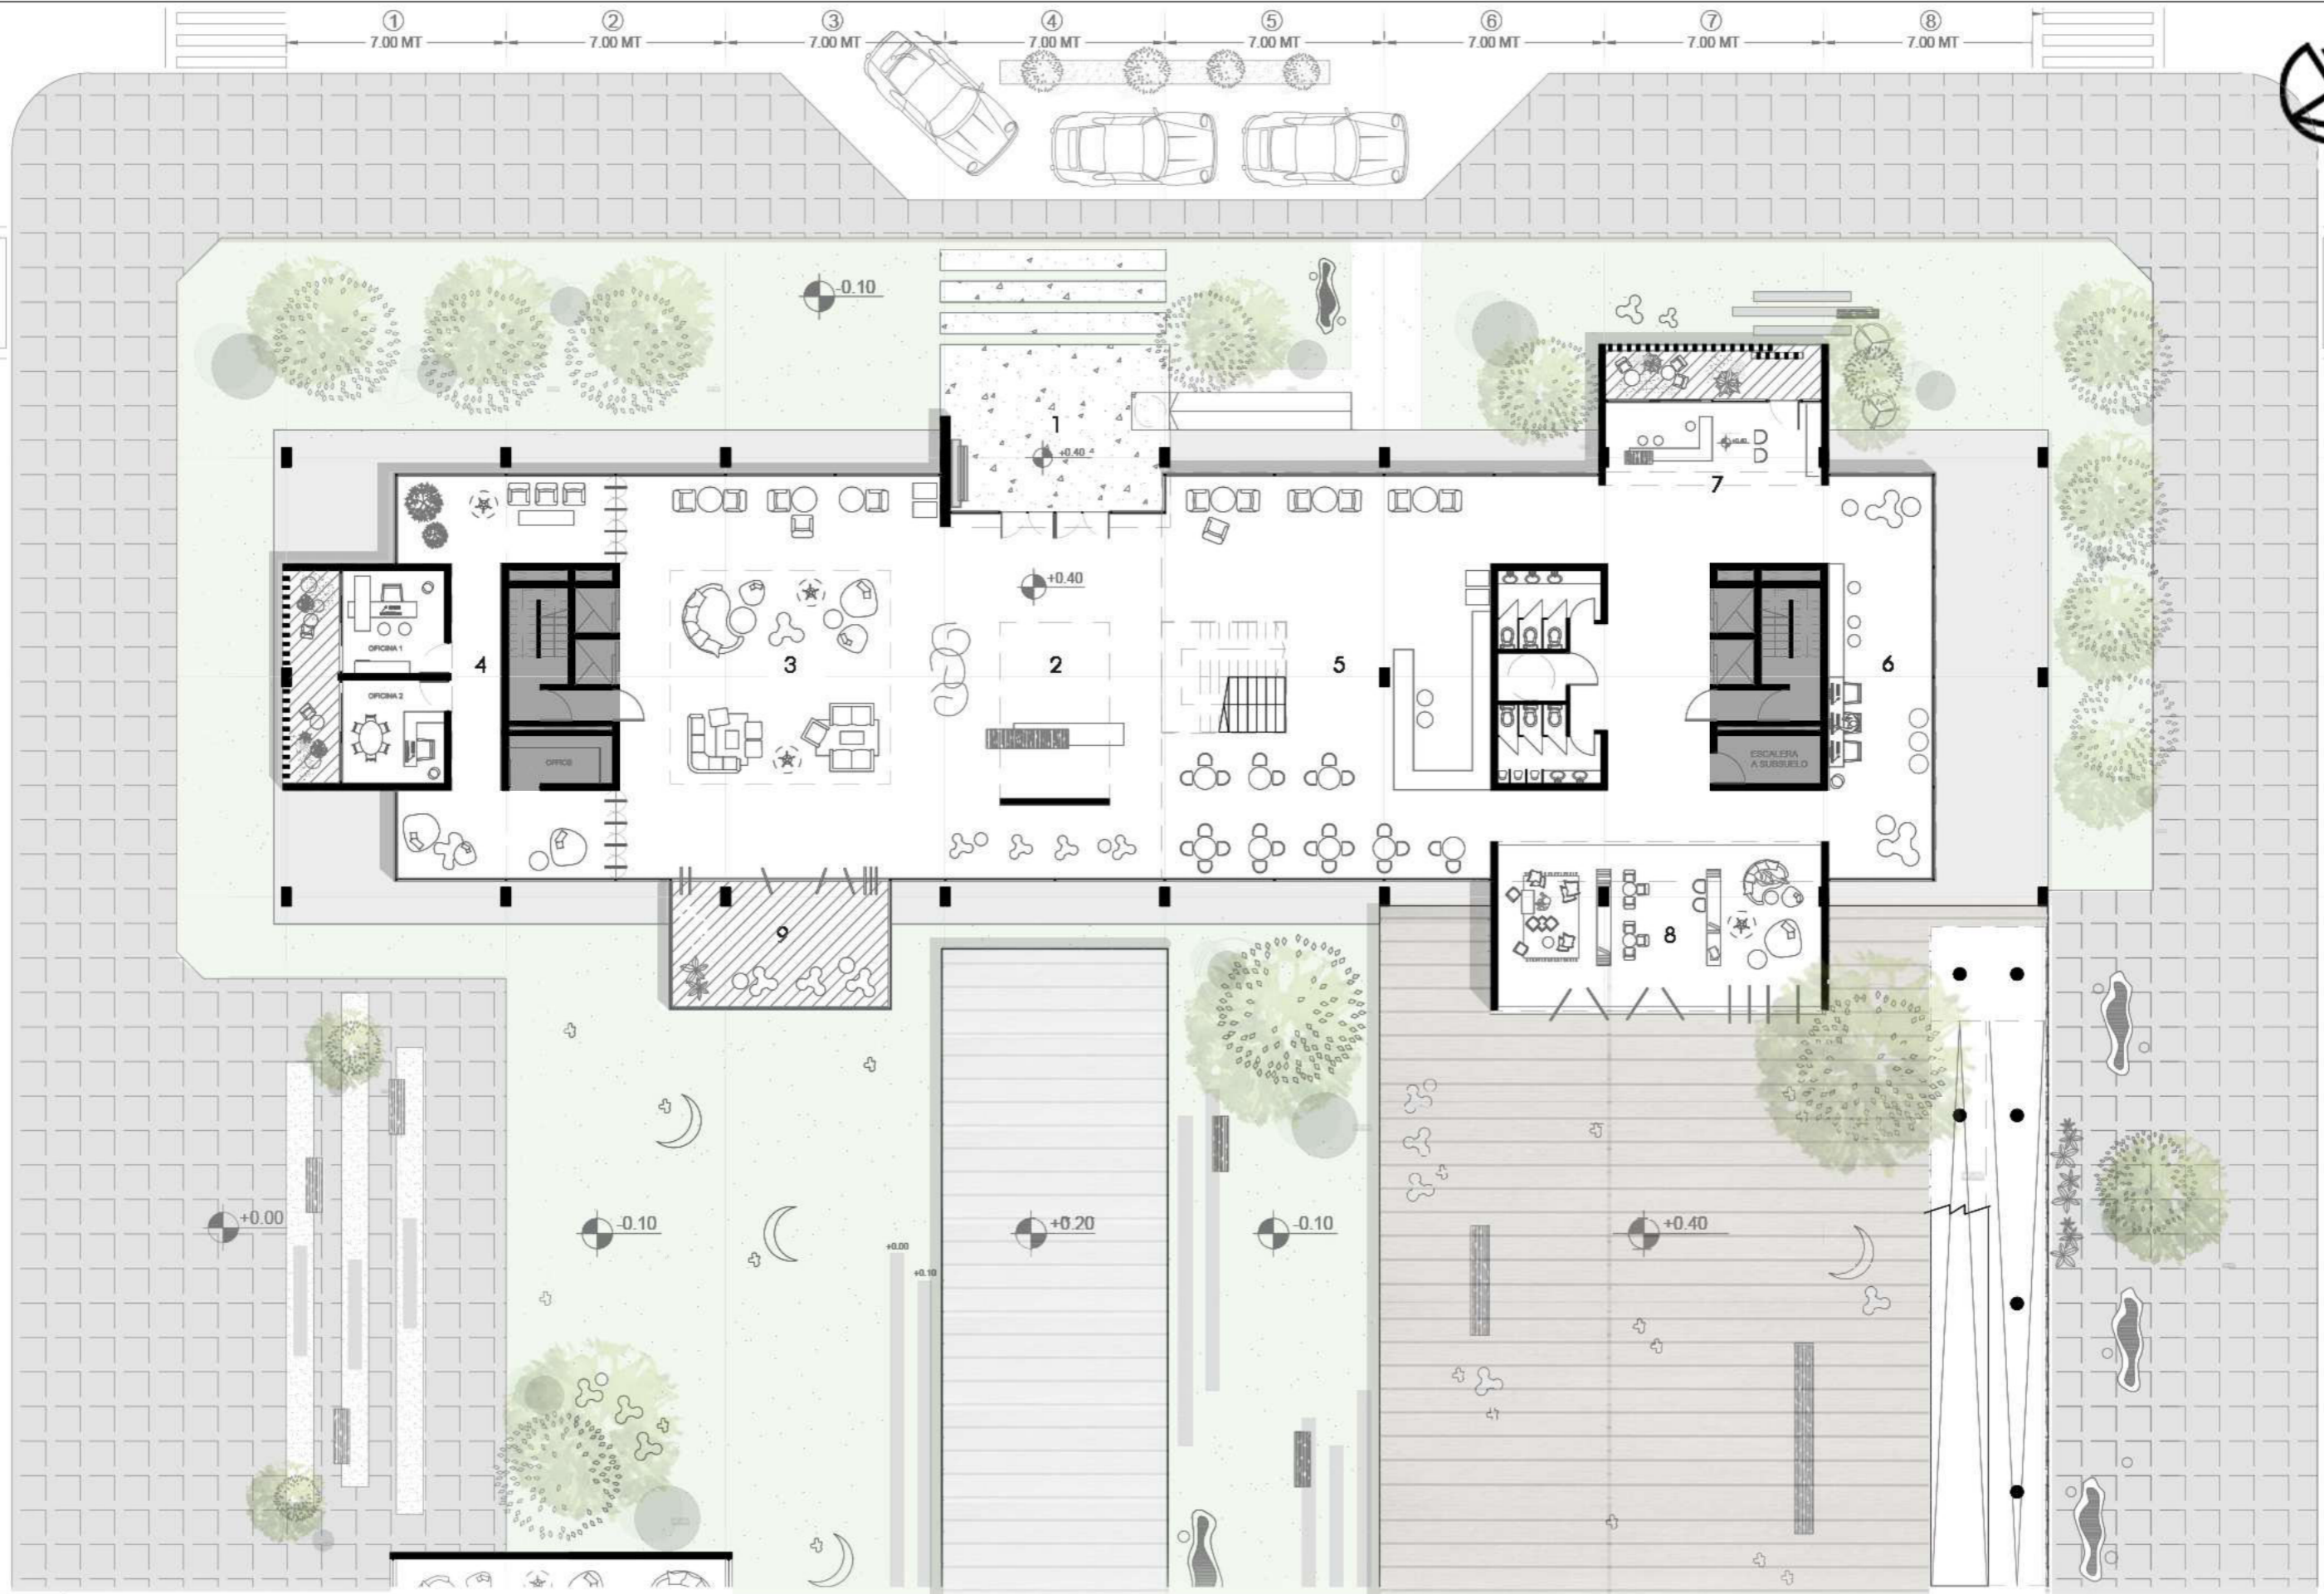 ① ② ③ ④ ⑤ ⑥ ⑦ ⑧
7.00 MT 7.00 MT 7.00 MT 7.00 MT 7.00 MT 7.00 MT 7.00 MT 7.00 MT
-0.10
1
+0.40
+0.40
7
+0.40
OFICINA 1
4
3
2
5
6
OFICINA 2
OFFICE
ESCALERA
A SUBSUELO
9
8
+0.00
-0.10
+0.20
-0.10
+0.40
+0.00
+0.10